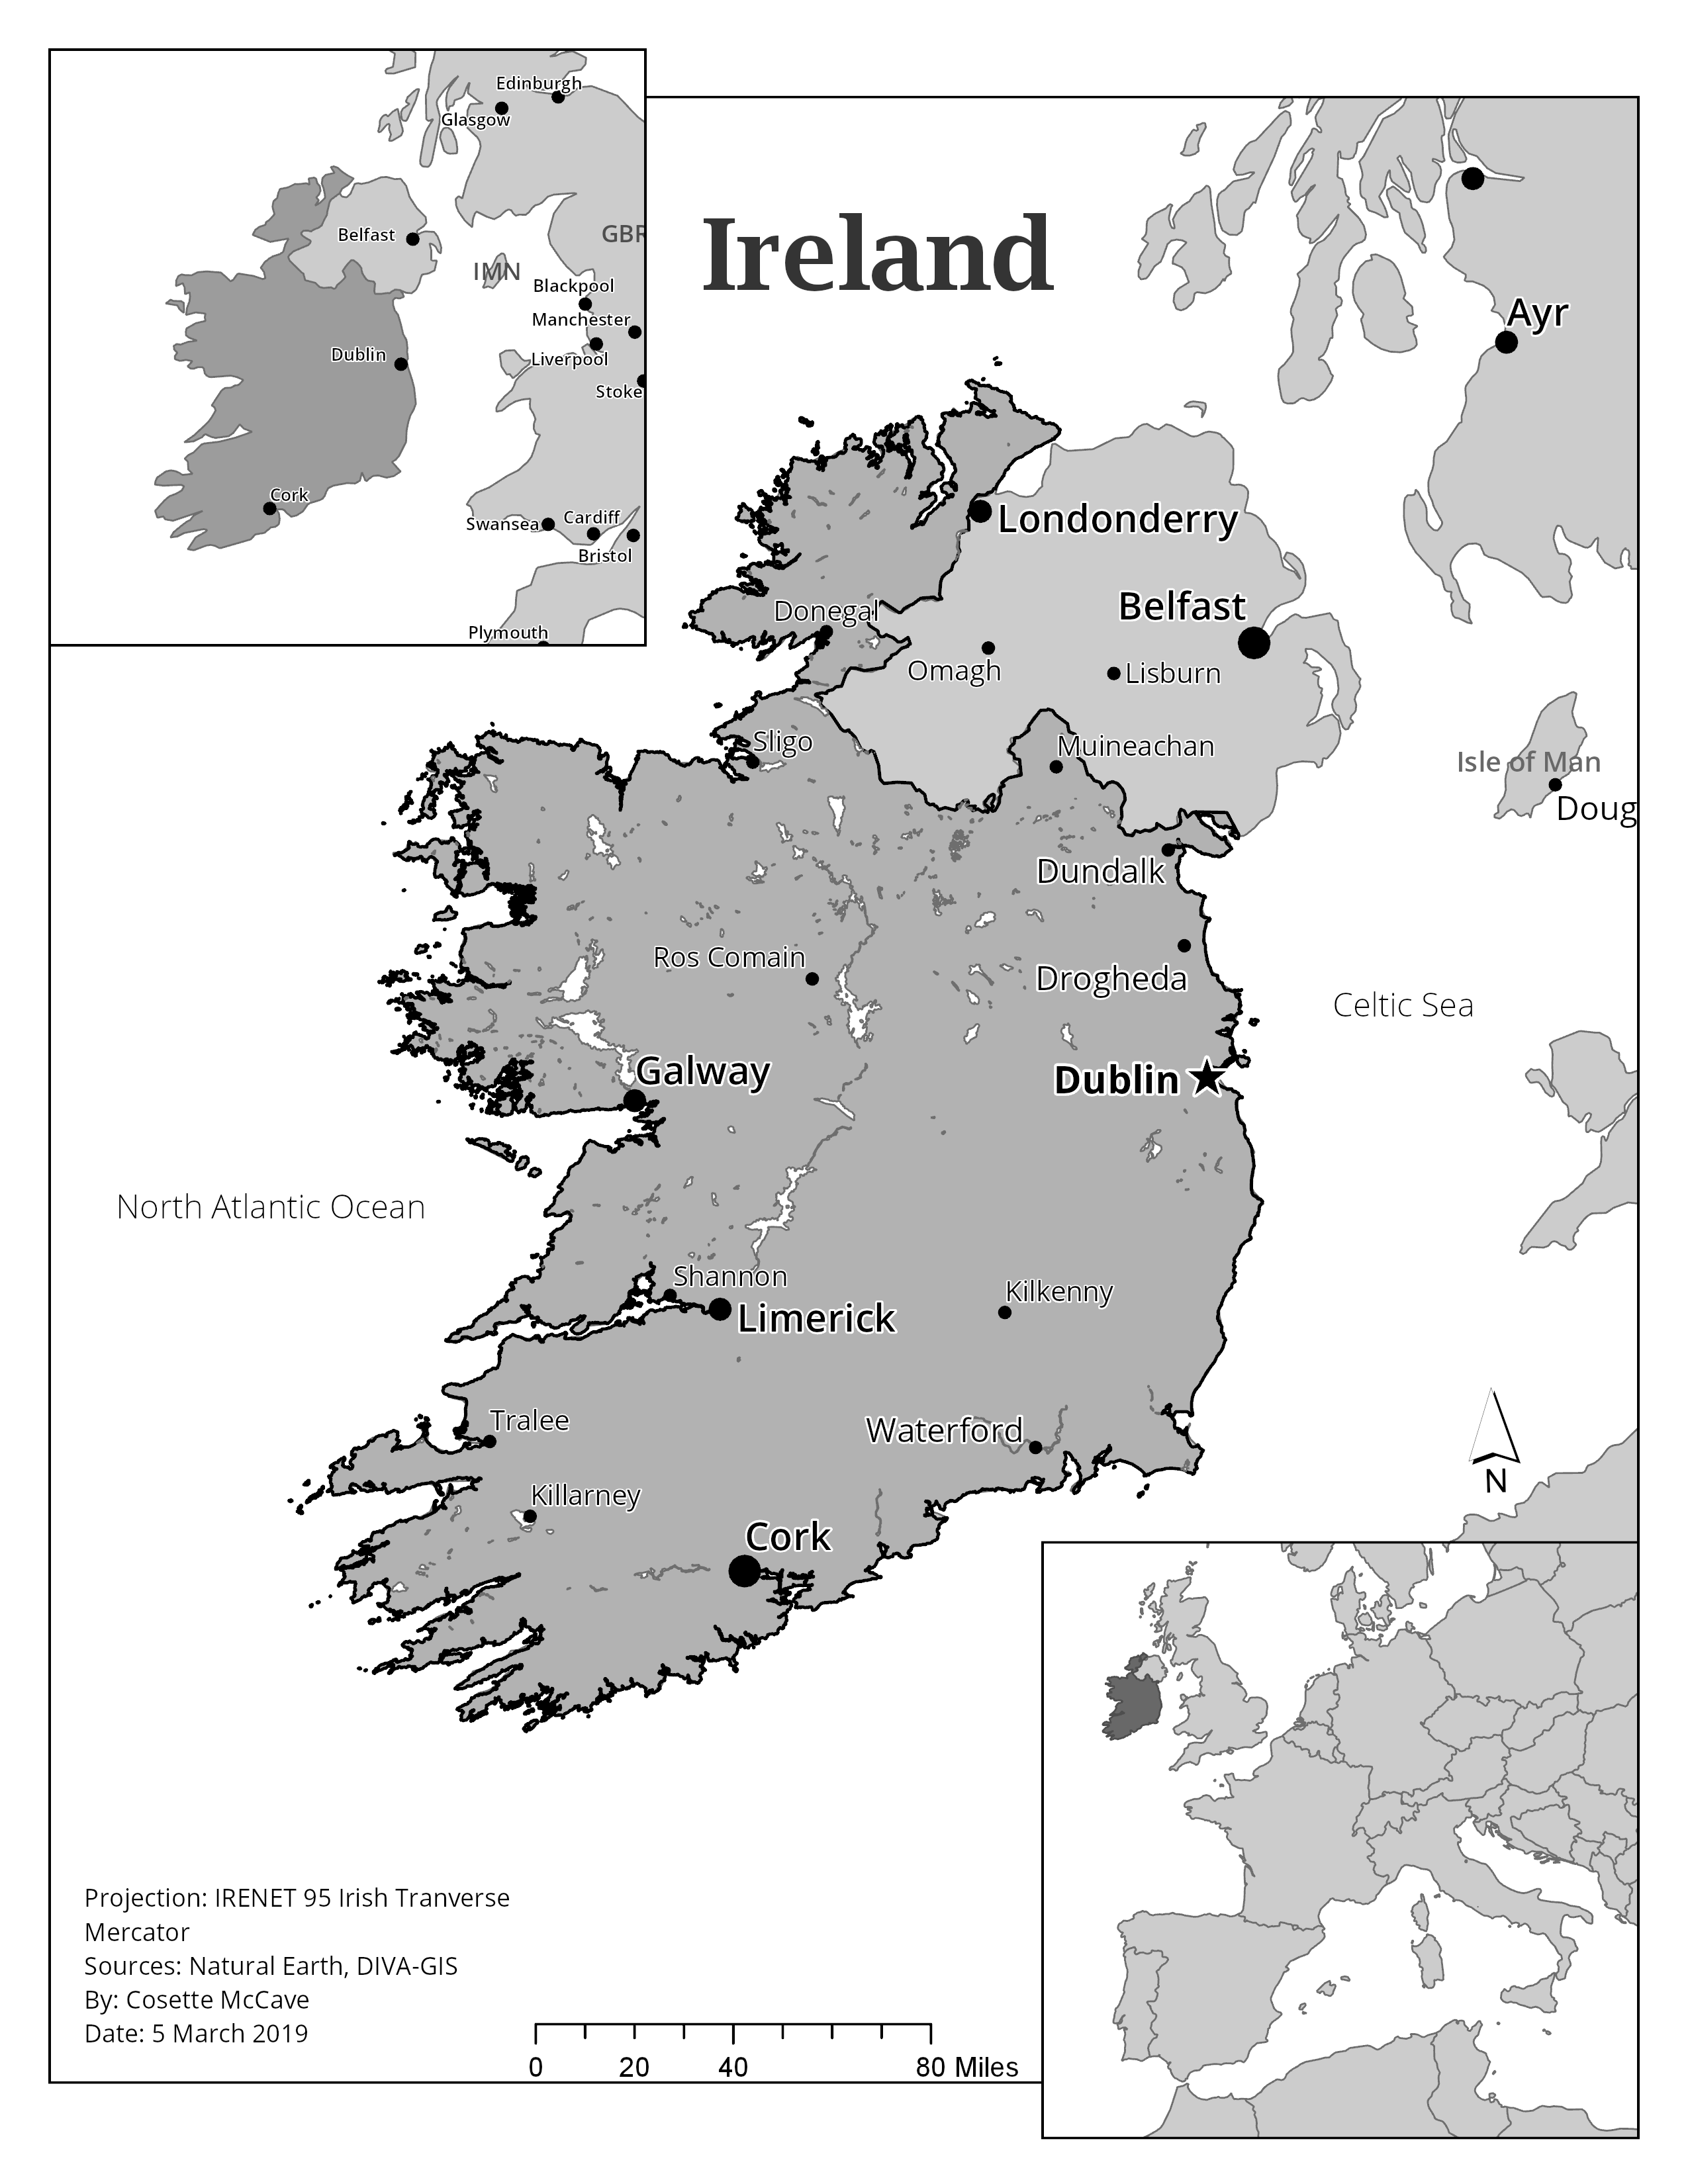 Edinburgh
Glasgow
Belfast
GBR
IMN
Blackpool
Manchester
Dublin
Liverpool
Stoke
Cork
Swansea
Cardiff
Bristol
Plymouth
Ireland
Ayr
Londonderry
Belfast
Donegal
Omagh
Lisburn
Sligo
Muineachan
Isle of Man
Doug
Dundalk
Ros Comain
Drogheda
Celtic Sea
Galway
Dublin
North Atlantic Ocean
Shannon
Limerick
Kilkenny
Tralee
Waterford
Killarney
N
Cork
Projection: IRENET 95 Irish Tranverse
Mercator
Sources: Natural Earth, DIVA-GIS
By: Cosette McCave
Date: 5 March 2019
0 20 40 80 Miles